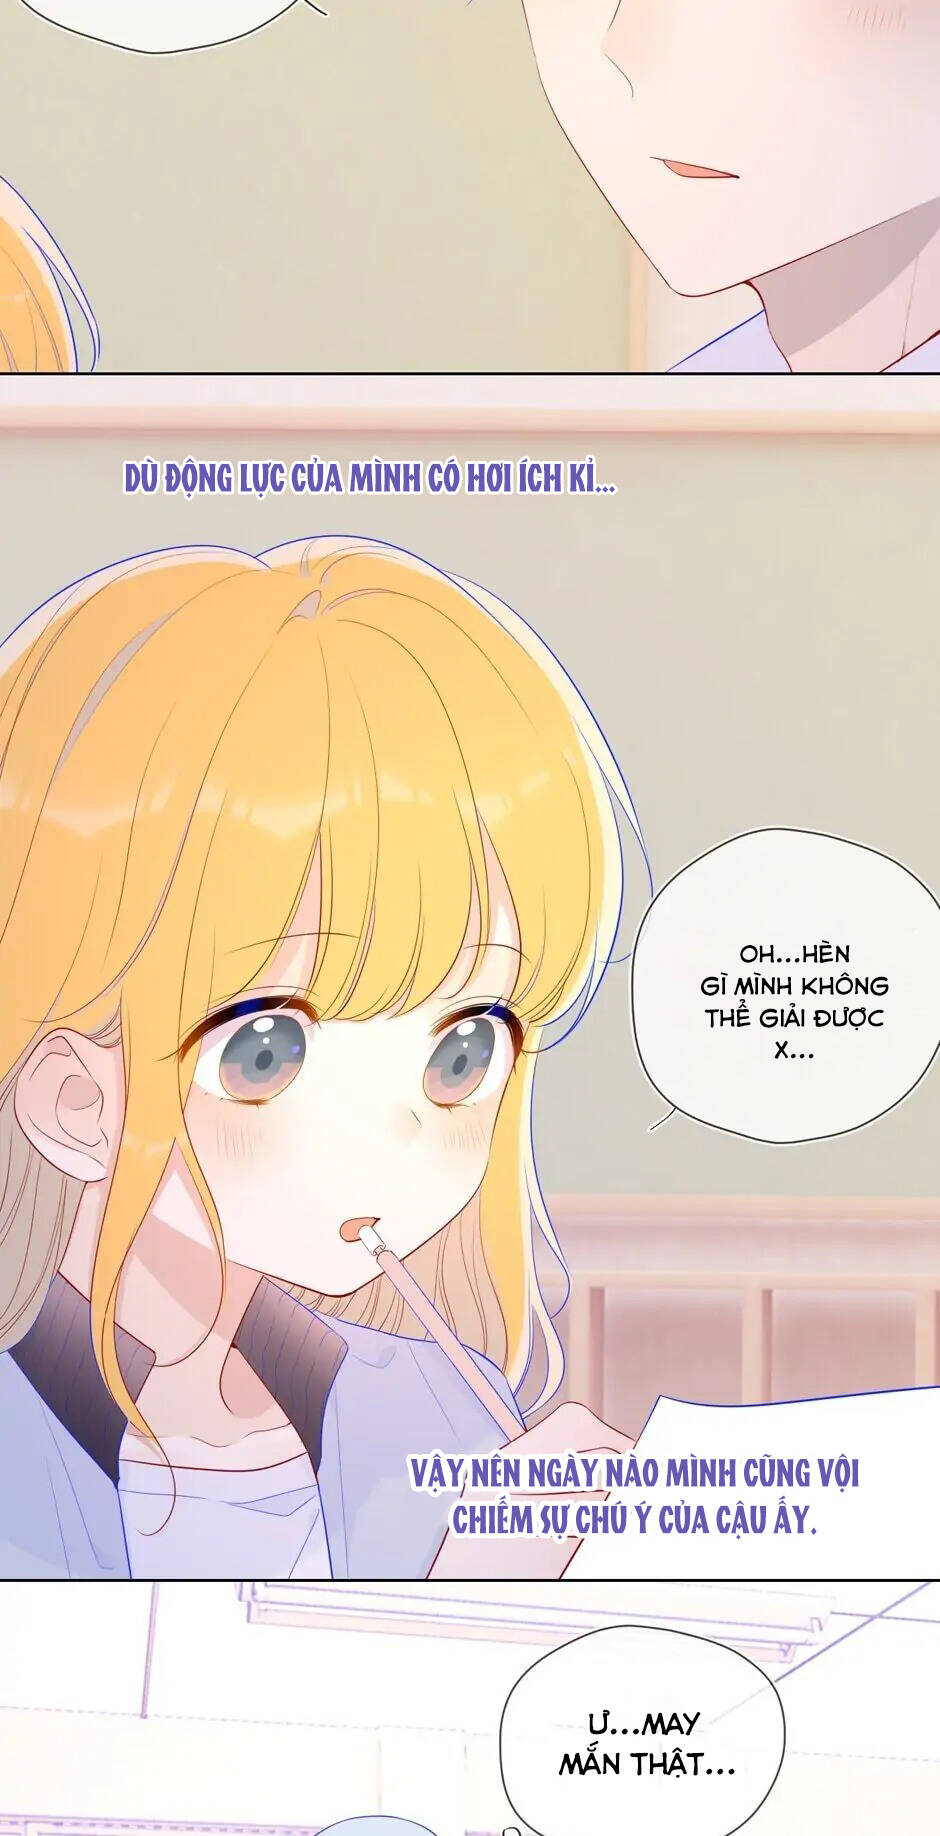 DÙ ĐỘNG LỰC CỦA MÌNH CÓ HƠI ÍCH KỈ...
OH...HÈN
GÌ MÌNH KHÔNG
THỂ GIẢI ĐƯỢC
X...
VẬY NÊN NGÀY NÀO MÌNH CŨNG VỘI
CHIẾM SỰ CHÚ Ý CỦA CẬU ẤY.
Ư...MAY
MẮN THẬT...